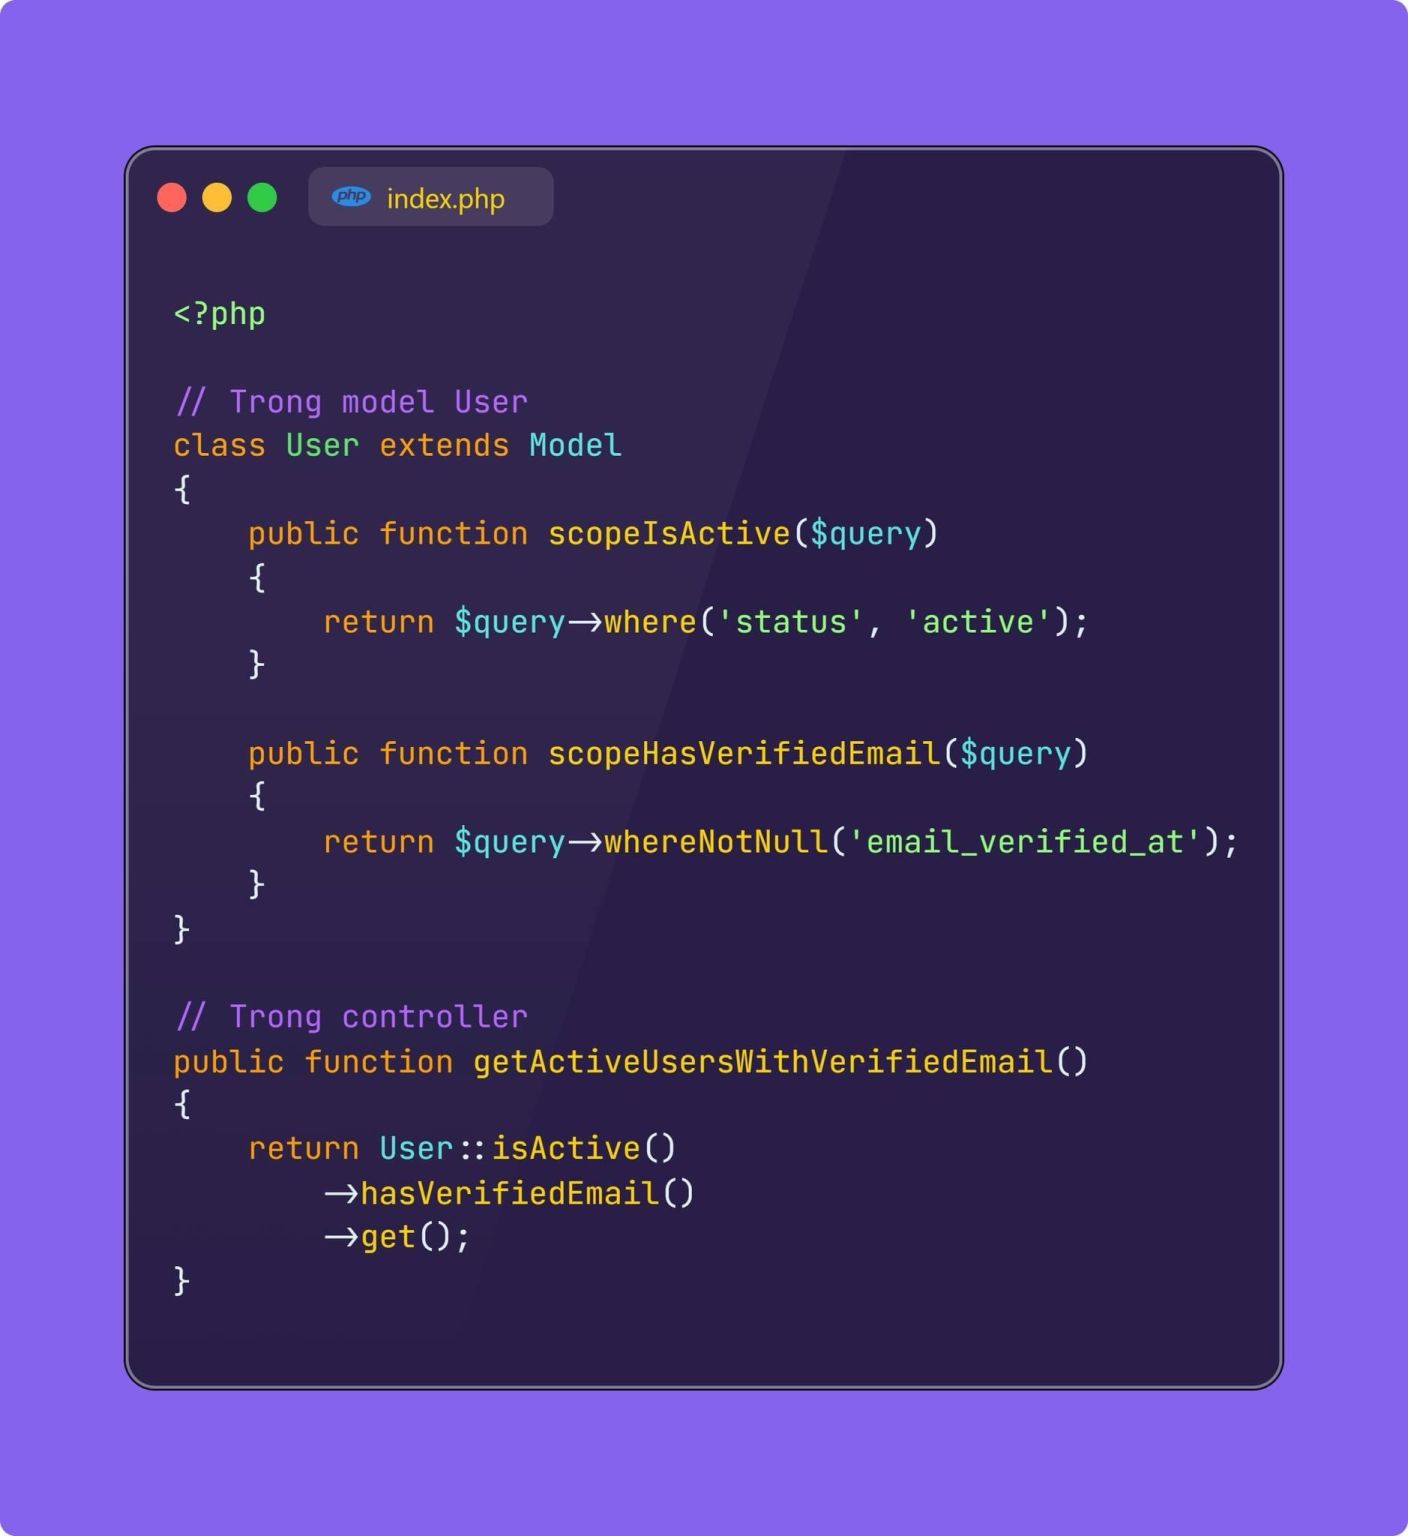 php index.php
<?php
// Trong model User
class User extends Model
{
    public function scopeIsActive($query)
    {
        return $query->where('status', 'active');
    }
    public function scopeHasVerifiedEmail($query)
    {
        return $query->whereNotNull('email_verified_at');
    }
}
// Trong controller
public function getActiveUsersWithVerifiedEmail()
{
    return User::isActive()
        ->hasVerifiedEmail()
        ->get();
}